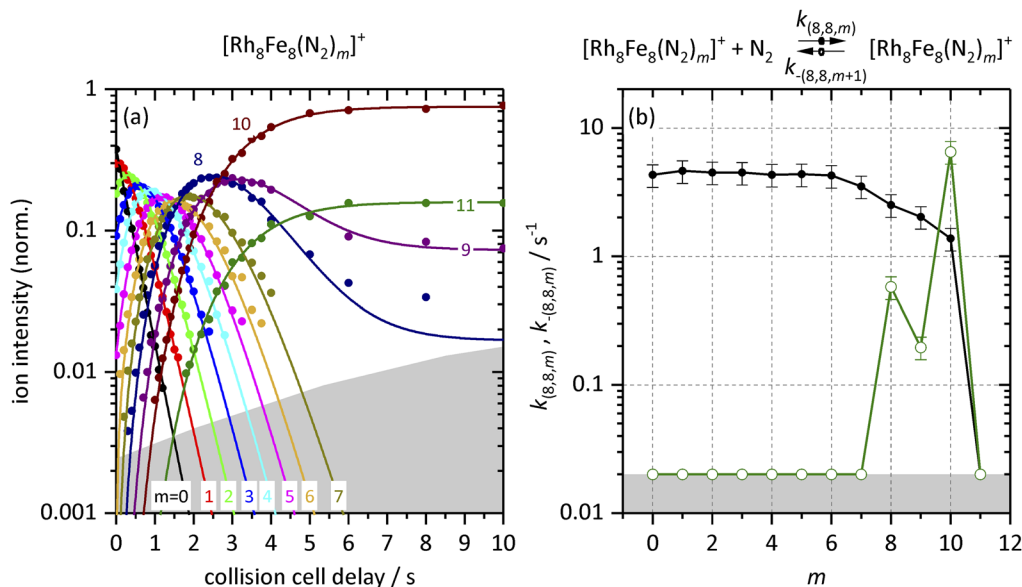 [Rh₈Fe₈(N₂)ₘ]⁺
(a)
10
8
11
9
m=0 1 2 3 4 5 6 7
1
0.1
0.01
0.001
ion intensity (norm.)
0 1 2 3 4 5 6 7 8 9 10
collision cell delay / s
k(8,8,m)
[Rh₈Fe₈(N₂)ₘ]⁺ + N₂ [Rh₈Fe₈(N₂)ₘ]⁺
k-(8,8,m+1)
(b)
10
1
0.1
0.01
k(8,8,m) , k-(8,8,m) / s⁻¹
0 2 4 6 8 10 12
m